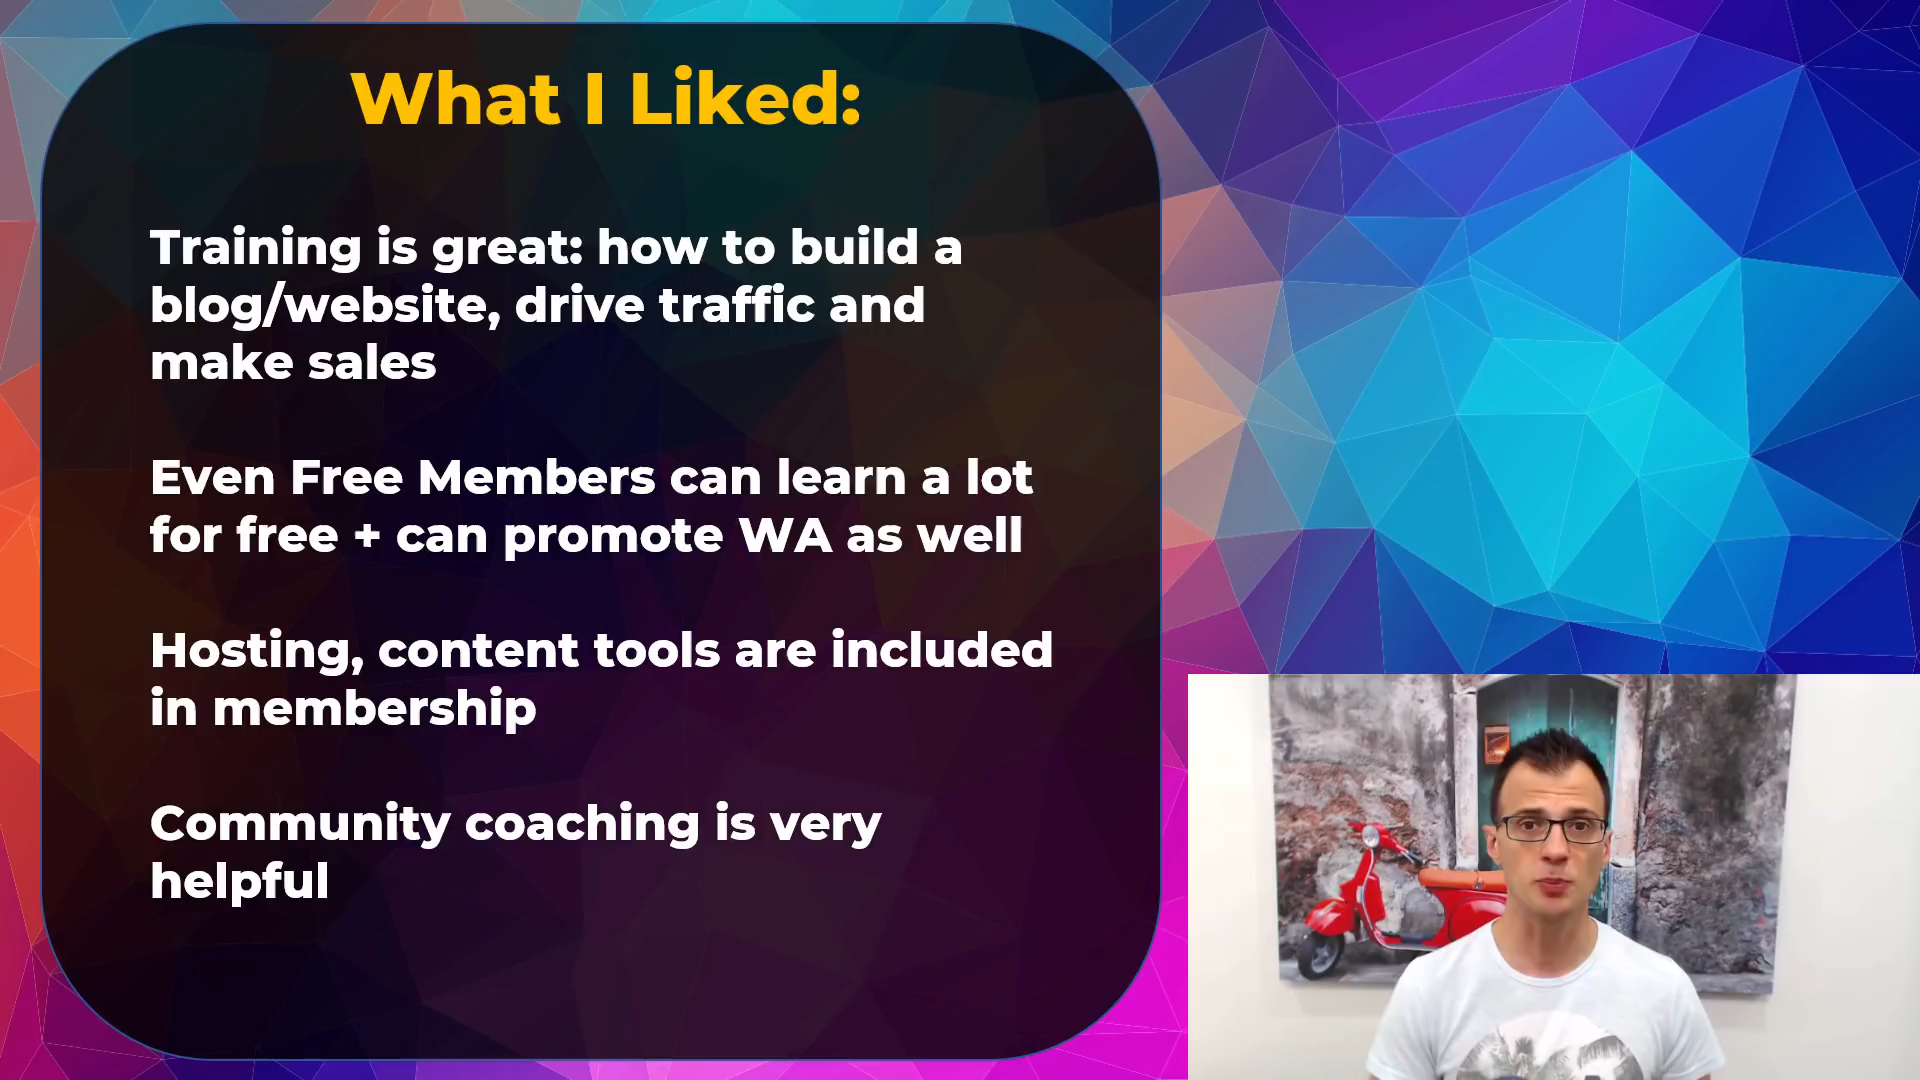 What I Liked:
Training is great: how to build a
blog/website, drive traffic and
make sales
Even Free Members can learn a lot
for free + can promote WA as well
Hosting, content tools are included
in membership
Community coaching is very
helpful